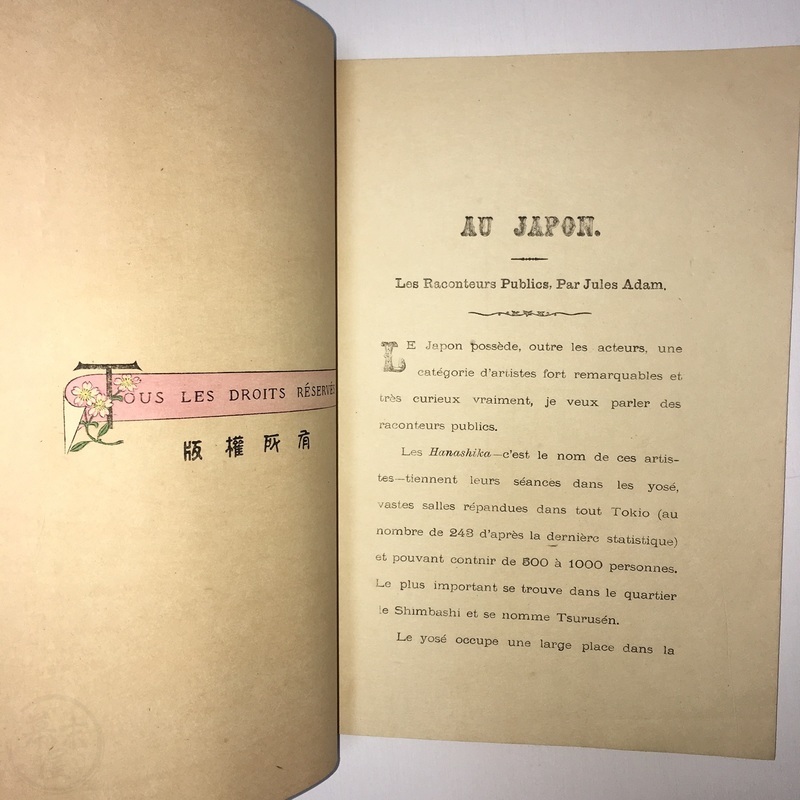 TOUS LES DROITS RÉSERVÉS
版權所有
AU JAPON.
Les Raconteurs Publics, Par Jules Adam.
LE Japon possède, outre les acteurs, une
catégorie d'artistes fort remarquables et
très curieux vraiment, je veux parler des
raconteurs publics.
Les Hanashika—c'est le nom de ces artis-
tes—tiennent leurs séances dans les yosé,
vastes salles répandues dans tout Tokio (au
nombre de 243 d'après la dernière statistique)
et pouvant contnir de 500 à 1000 personnes.
Le plus important se trouve dans le quartier
le Shimbashi et se nomme Tsurusén.
Le yosé occupe une large place dans la